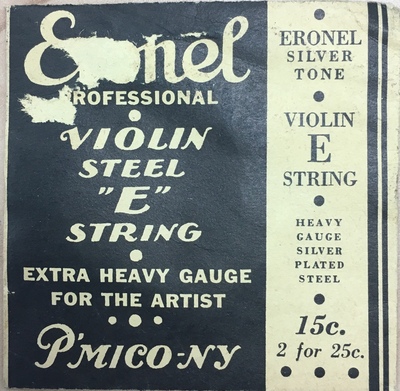 Eronel
PROFESSIONAL
VIOLIN
STEEL
"E"
STRING
EXTRA HEAVY GAUGE
FOR THE ARTIST
P'MICO-NY
ERONEL
SILVER
TONE
VIOLIN
E
STRING
HEAVY
GAUGE
SILVER
PLATED
STEEL
15c.
2 for 25c.